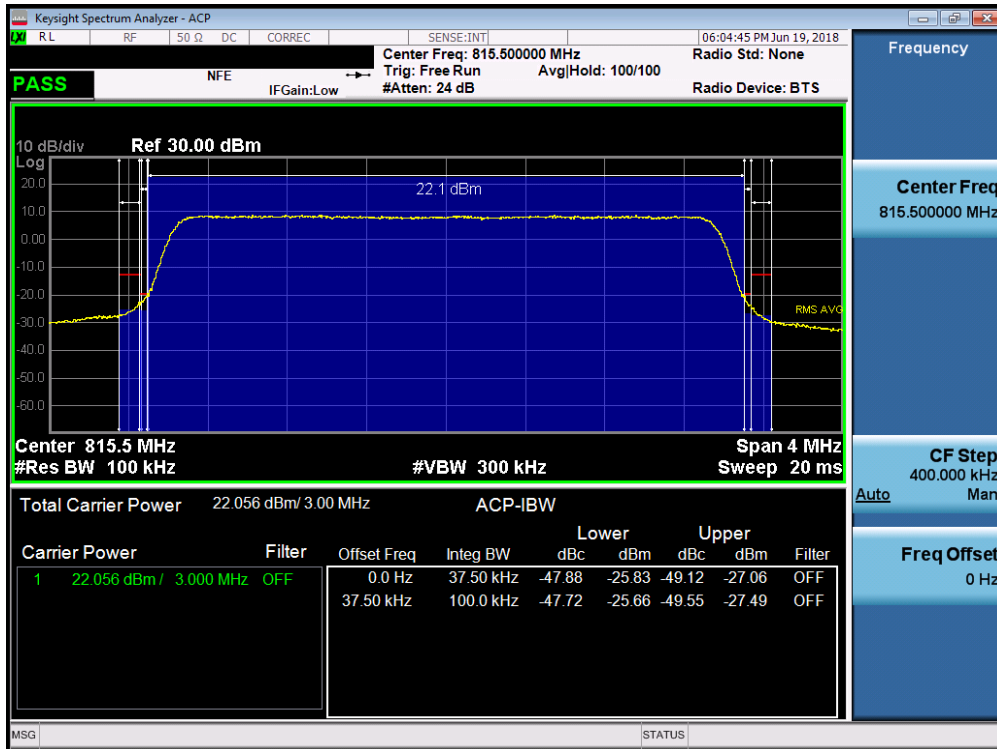 Keysight Spectrum Analyzer - ACP
LXI RL RF 50 Ω DC CORREC SENSE:INT 06:04:45 PM Jun 19, 2018
Center Freq: 815.500000 MHz Radio Std: None
PASS NFE Trig: Free Run Avg|Hold: 100/100
IFGain:Low #Atten: 24 dB Radio Device: BTS
10 dB/div Ref 30.00 dBm
Log
20.0
22.1 dBm
10.0
0.00
-10.0
-20.0
RMS AVG
-30.0
-40.0
-50.0
-60.0
Center 815.5 MHz Span 4 MHz
#Res BW 100 kHz #VBW 300 kHz Sweep 20 ms
Total Carrier Power 22.056 dBm/ 3.00 MHz ACP-IBW
Lower Upper
Carrier Power Filter Offset Freq Integ BW dBc dBm dBc dBm Filter
1 22.056 dBm / 3.000 MHz OFF 0.0 Hz 37.50 kHz -47.88 -25.83 -49.12 -27.06 OFF
37.50 kHz 100.0 kHz -47.72 -25.66 -49.55 -27.49 OFF
MSG STATUS
Frequency
Center Freq
815.500000 MHz
CF Step
400.000 kHz
Auto Man
Freq Offset
0 Hz